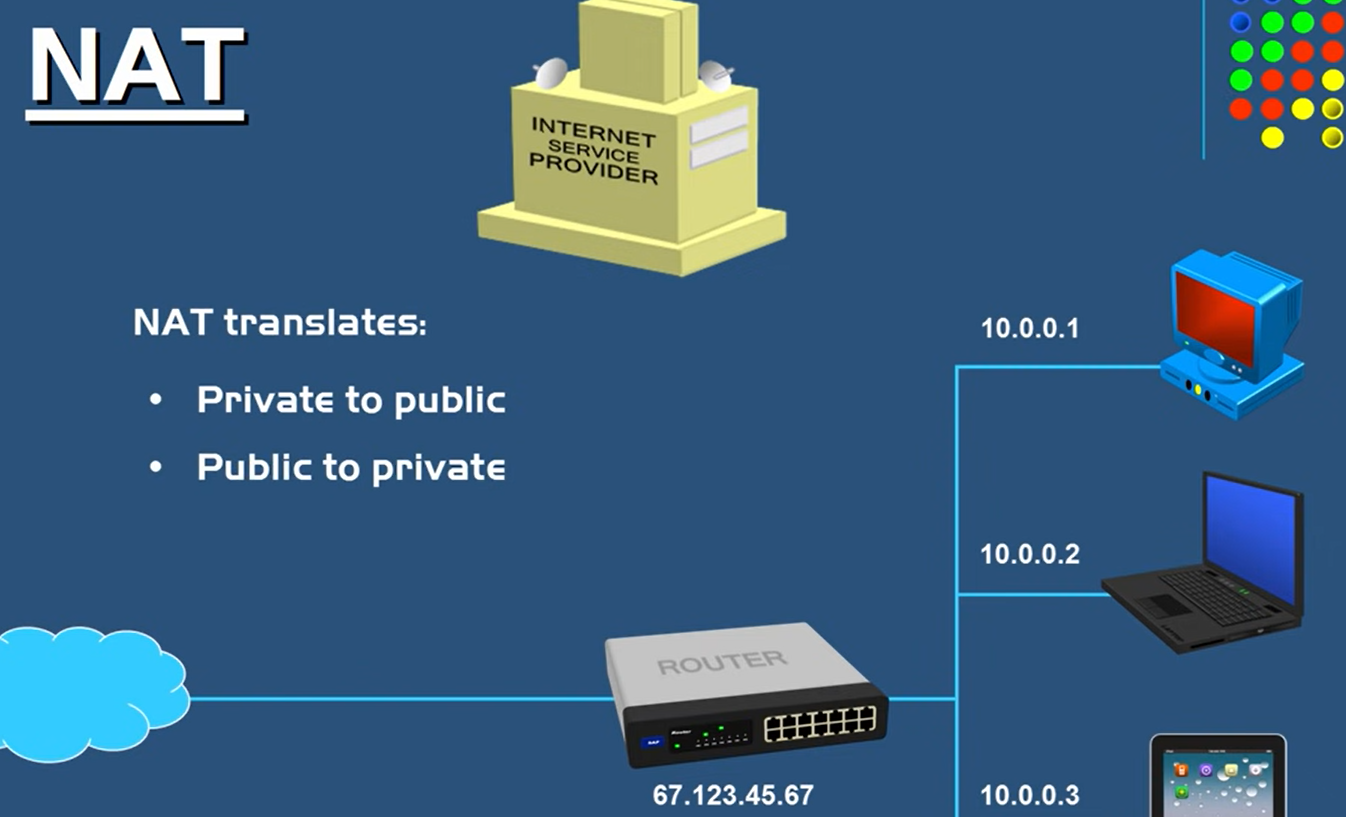 NAT
INTERNET
SERVICE
PROVIDER
NAT translates:
• Private to public
• Public to private
10.0.0.1
10.0.0.2
ROUTER
Router
67.123.45.67
10.0.0.3